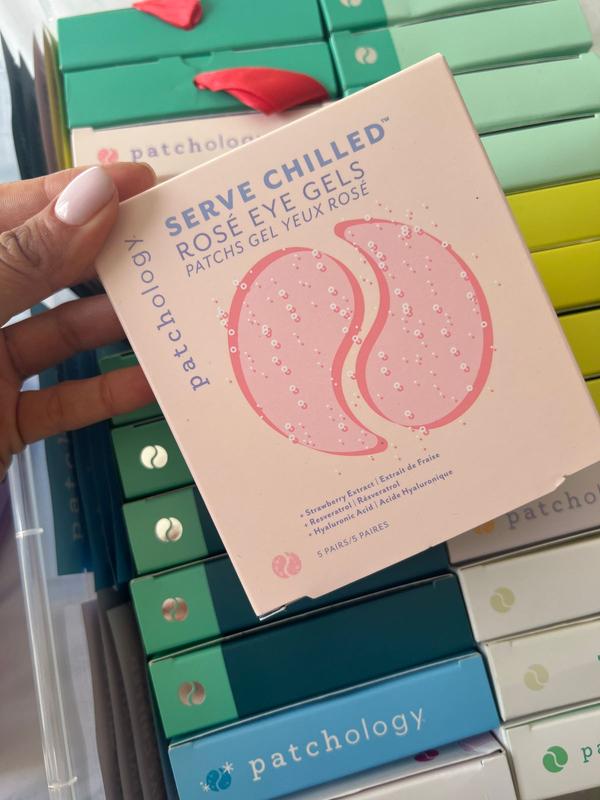 patchology
SERVE CHILLED™
ROSÉ EYE GELS
PATCHS GEL YEUX ROSÉ
patchology.
• Strawberry Extract | Extrait de Fraise
• Resveratrol | Résveratrol
• Hyaluronic Acid | Acide Hyaluronique
5 PAIRS/5 PAIRES
patchology
patchology